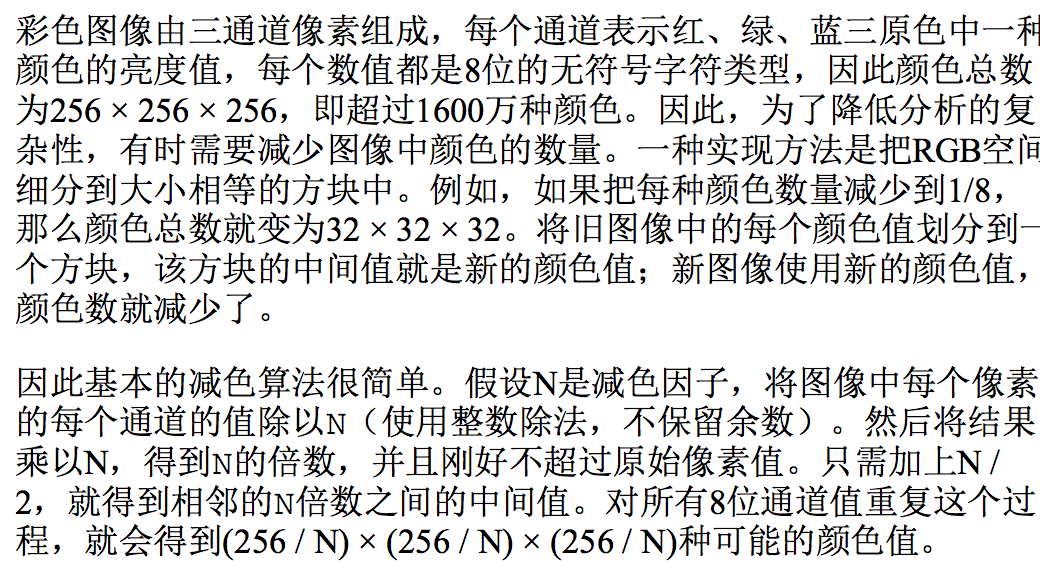 彩色图像由三通道像素组成，每个通道表示红、绿、蓝三原色中一种
颜色的亮度值，每个数值都是8位的无符号字符类型，因此颜色总数
为256 × 256 × 256，即超过1600万种颜色。因此，为了降低分析的复
杂性，有时需要减少图像中颜色的数量。一种实现方法是把RGB空间
细分到大小相等的方块中。例如，如果把每种颜色数量减少到1/8，
那么颜色总数就变为32 × 32 × 32。将旧图像中的每个颜色值划分到一
个方块，该方块的中间值就是新的颜色值；新图像使用新的颜色值，
颜色数就减少了。
因此基本的减色算法很简单。假设N是减色因子，将图像中每个像素
的每个通道的值除以N（使用整数除法，不保留余数）。然后将结果
乘以N，得到N的倍数，并且刚好不超过原始像素值。只需加上N /
2，就得到相邻的N倍数之间的中间值。对所有8位通道值重复这个过
程，就会得到(256 / N) × (256 / N) × (256 / N)种可能的颜色值。